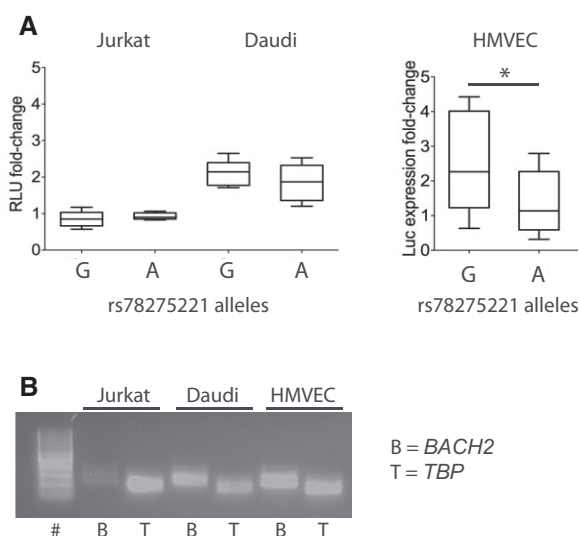 A
Jurkat Daudi HMVEC
RLU fold-change
5
4
3
2
1
0
G A G A
rs78275221 alleles
Luc expression fold-change
5
4
3
2
1
0
*
G A
rs78275221 alleles
B
Jurkat Daudi HMVEC
B = BACH2
T = TBP
# B T B T B T